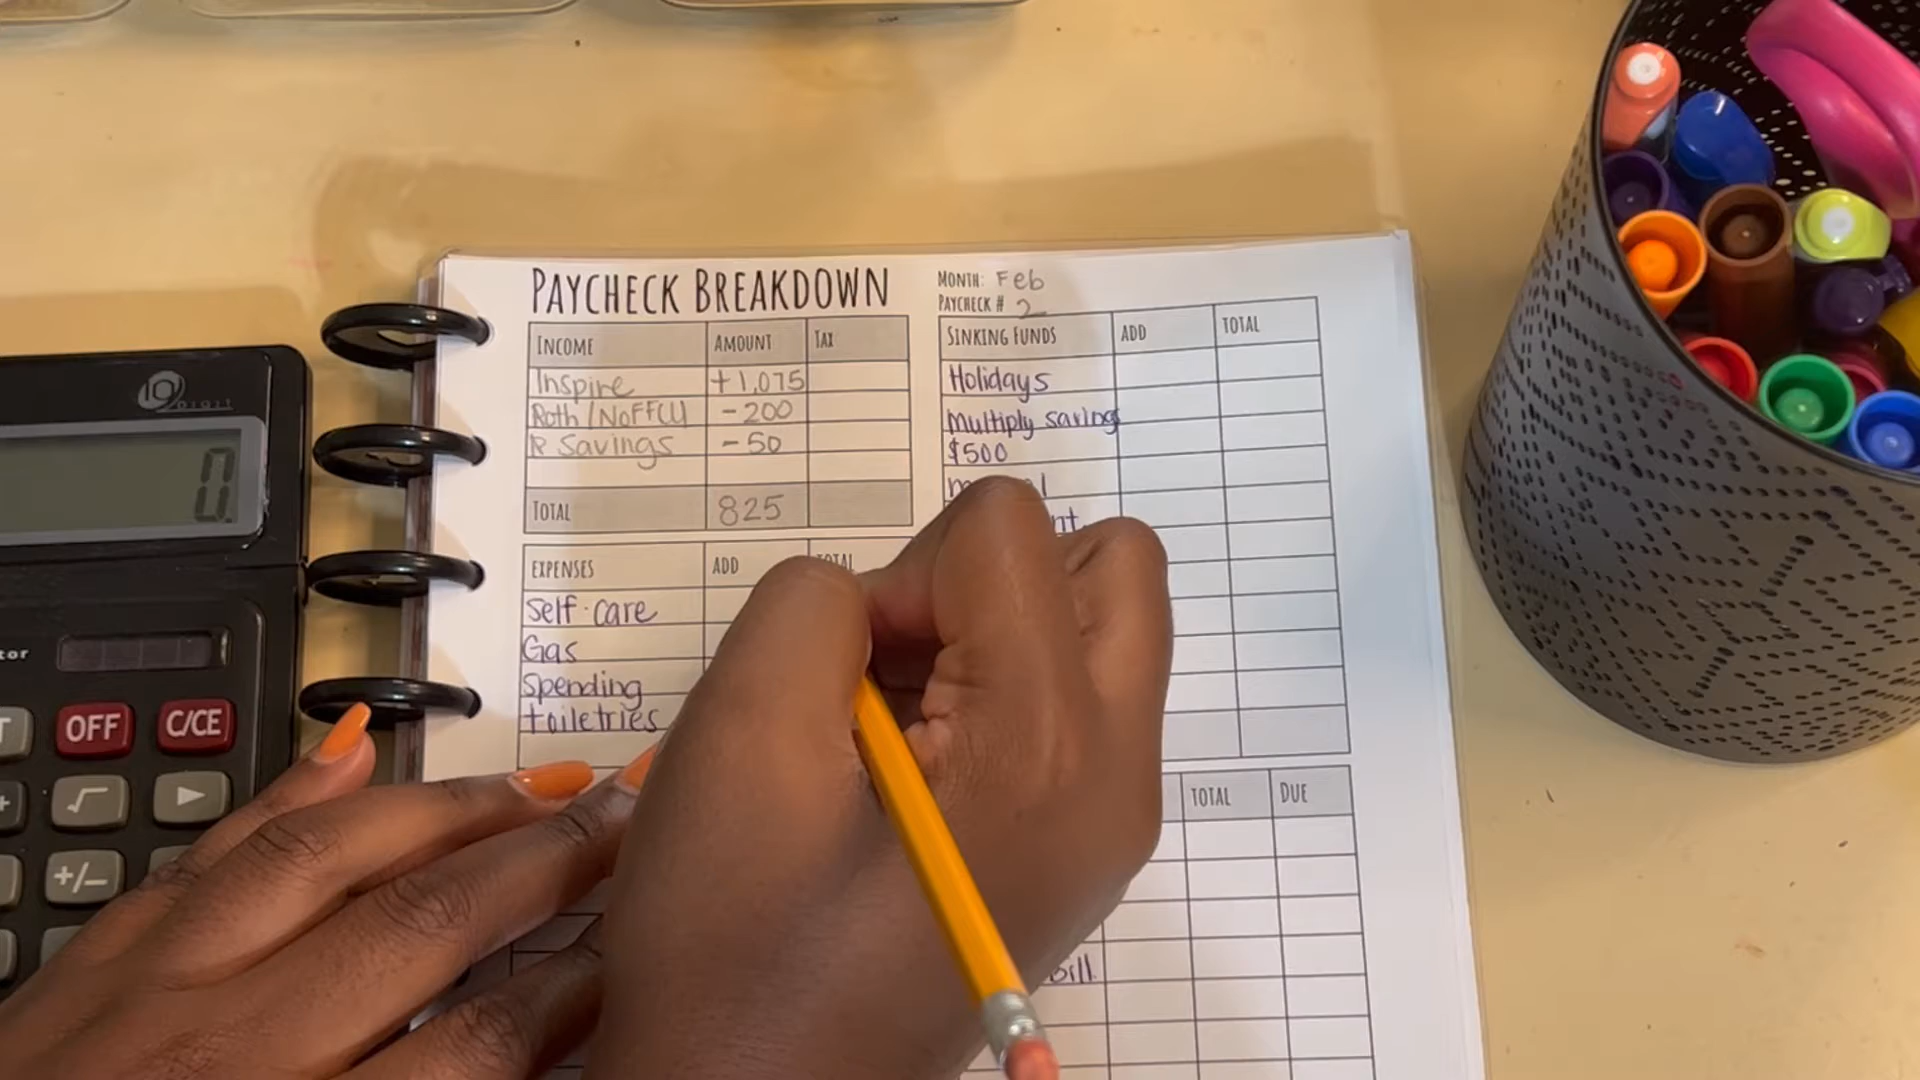 PAYCHECK BREAKDOWN
MONTH: Feb
PAYCHECK # 2
INCOME AMOUNT TAX
Inspire +1,075
Roth/NoFFCU -200
R Savings -50
TOTAL 825
SINKING FUNDS ADD TOTAL
Holidays
Multiply savings
$500
EXPENSES ADD TOTAL
Self-care
Gas
Spending
toiletries
TOTAL DUE
Bill
0.
OFF C/CE
√ ▶
+/−